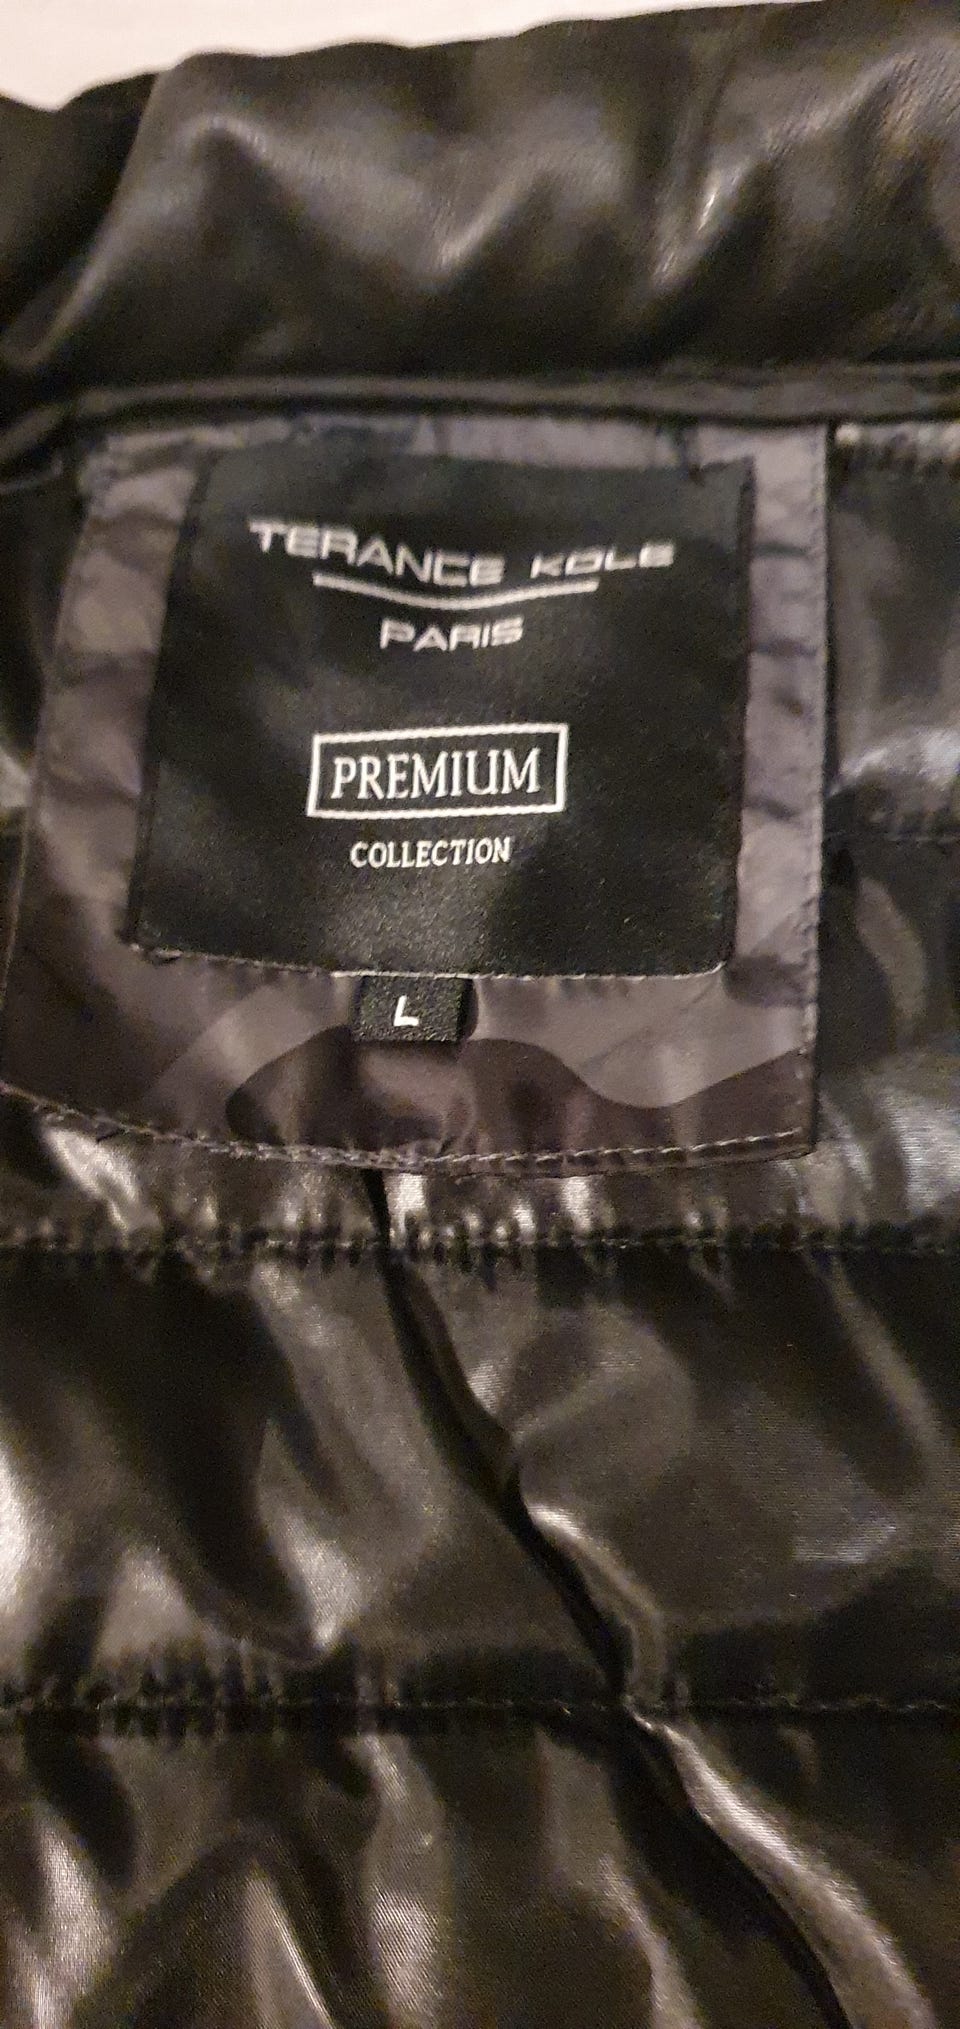 TERANCE KOLE
PARIS
PREMIUM
COLLECTION
L